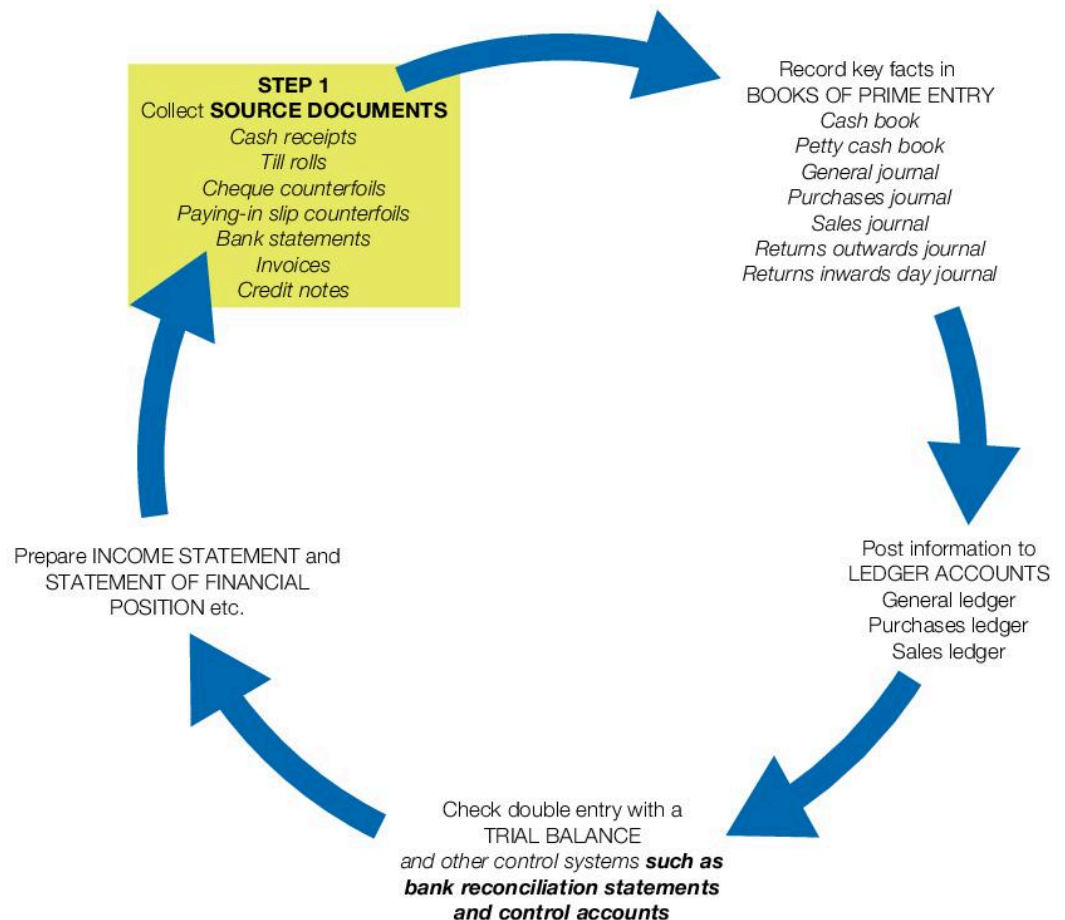 STEP 1
Collect SOURCE DOCUMENTS
Cash receipts
Till rolls
Cheque counterfoils
Paying-in slip counterfoils
Bank statements
Invoices
Credit notes
Record key facts in
BOOKS OF PRIME ENTRY
Cash book
Petty cash book
General journal
Purchases journal
Sales journal
Returns outwards journal
Returns inwards day journal
Post information to
LEDGER ACCOUNTS
General ledger
Purchases ledger
Sales ledger
Check double entry with a
TRIAL BALANCE
and other control systems such as
bank reconciliation statements
and control accounts
Prepare INCOME STATEMENT and
STATEMENT OF FINANCIAL
POSITION etc.